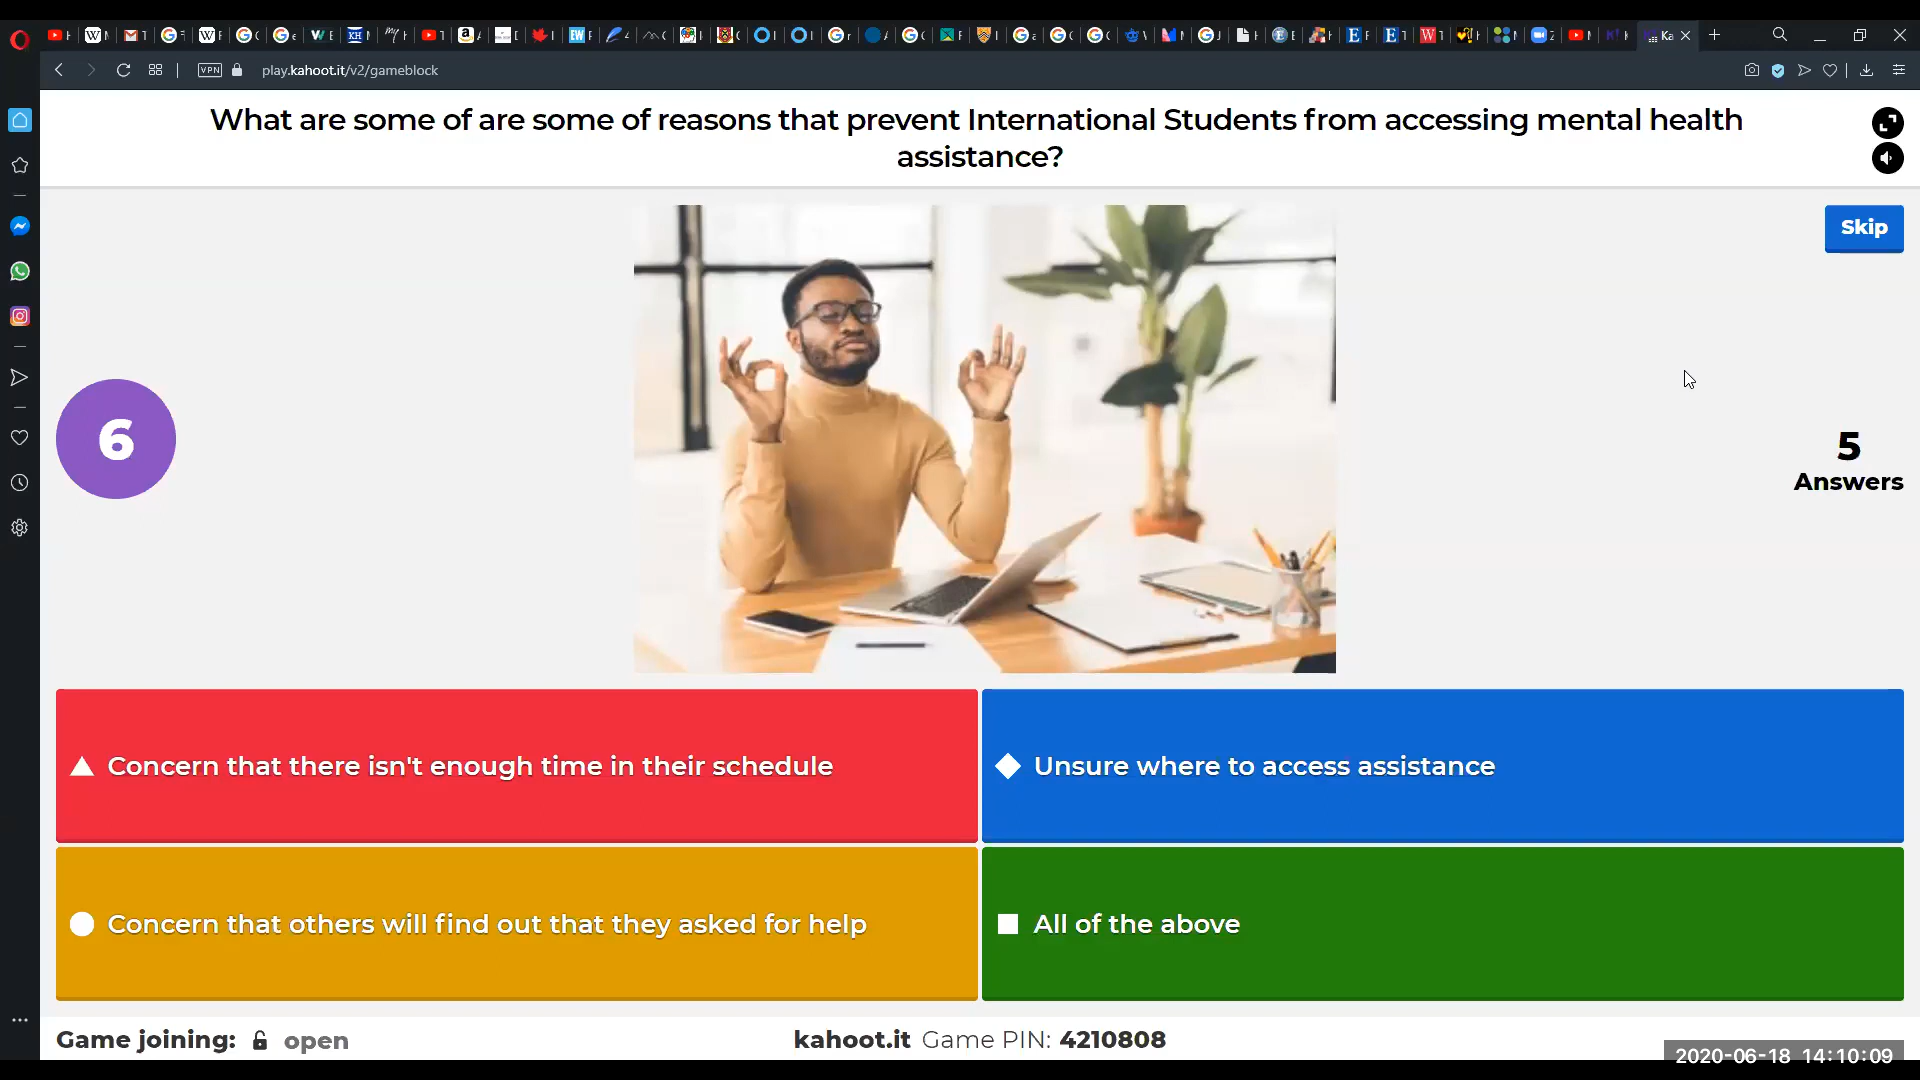 play.kahoot.it/v2/gameblock
VPN
Ka
What are some of are some of reasons that prevent International Students from accessing mental health
assistance?
Skip
6
5
Answers
Concern that there isn't enough time in their schedule
Unsure where to access assistance
Concern that others will find out that they asked for help
All of the above
Game joining: open
kahoot.it Game PIN: 4210808
2020-06-18 14:10:09